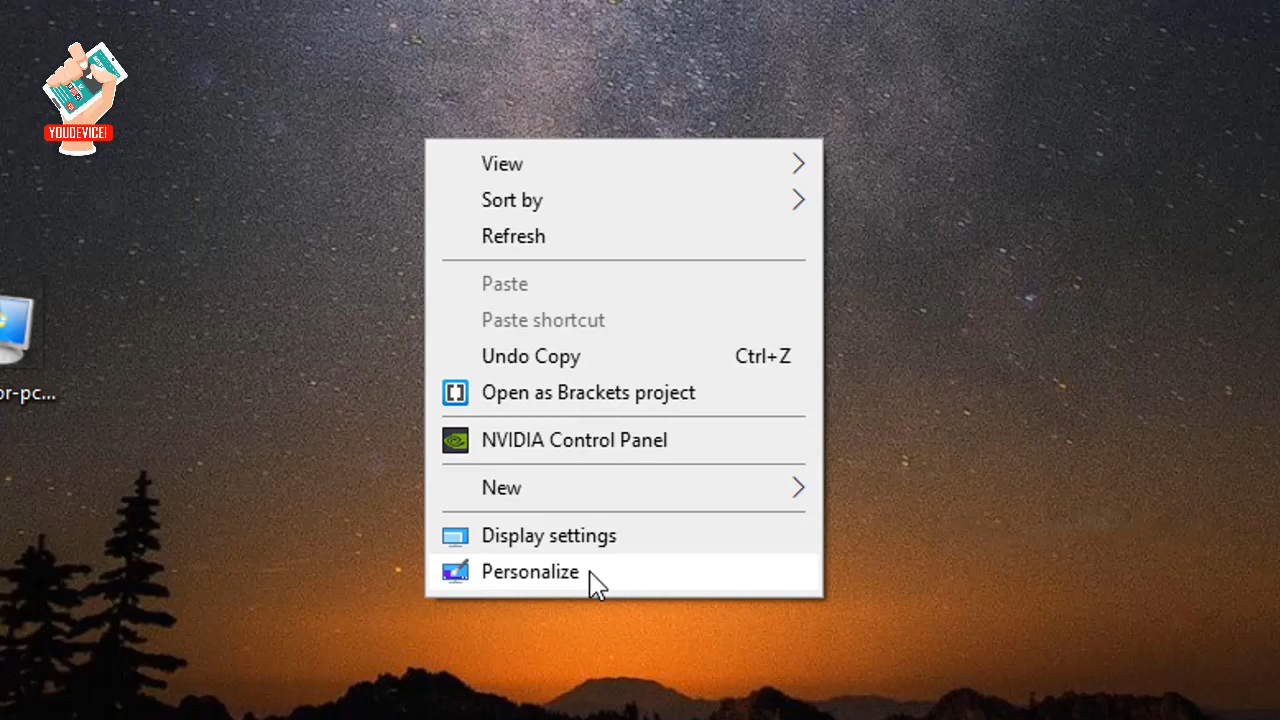 YOUDEVICE!
View
Sort by
Refresh
Paste
Paste shortcut
Undo Copy Ctrl+Z
Open as Brackets project
or-pc...
NVIDIA Control Panel
New
Display settings
Personalize